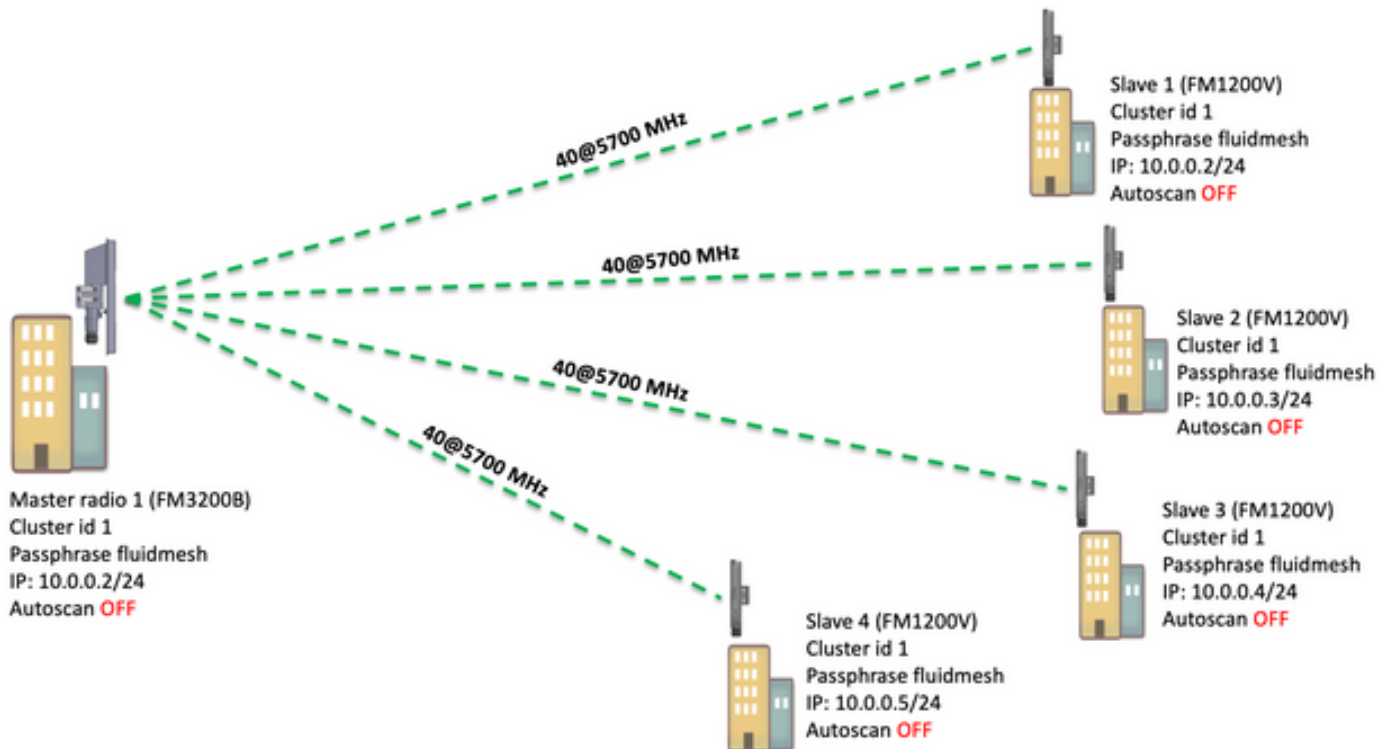 40@5700 MHz
Slave 1 (FM1200V)
Cluster id 1
Passphrase fluidmesh
IP: 10.0.0.2/24
Autoscan OFF
40@5700 MHz
Slave 2 (FM1200V)
Cluster id 1
Passphrase fluidmesh
IP: 10.0.0.3/24
Autoscan OFF
40@5700 MHz
40@5700 MHz
Master radio 1 (FM3200B)
Cluster id 1
Passphrase fluidmesh
IP: 10.0.0.2/24
Autoscan OFF
Slave 3 (FM1200V)
Cluster id 1
Passphrase fluidmesh
IP: 10.0.0.4/24
Autoscan OFF
Slave 4 (FM1200V)
Cluster id 1
Passphrase fluidmesh
IP: 10.0.0.5/24
Autoscan OFF